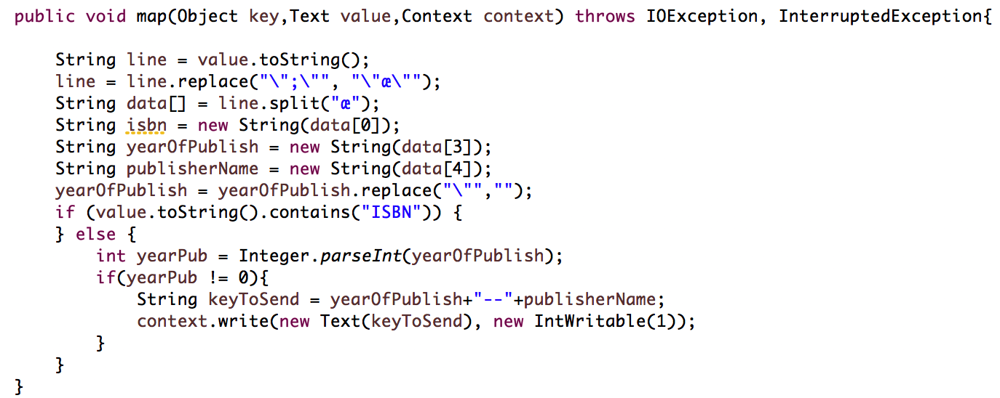 public void map(Object key,Text value,Context context) throws IOException, InterruptedException{
String line = value.toString();
line = line.replace("\";\"", "\"æ\"");
String data[] = line.split("æ");
String isbn = new String(data[0]);
String yearOfPublish = new String(data[3]);
String publisherName = new String(data[4]);
yearOfPublish = yearOfPublish.replace("\"","");
if (value.toString().contains("ISBN")) {
} else {
int yearPub = Integer.parseInt(yearOfPublish);
if(yearPub != 0){
String keyToSend = yearOfPublish+"--"+publisherName;
context.write(new Text(keyToSend), new IntWritable(1));
}
}
}